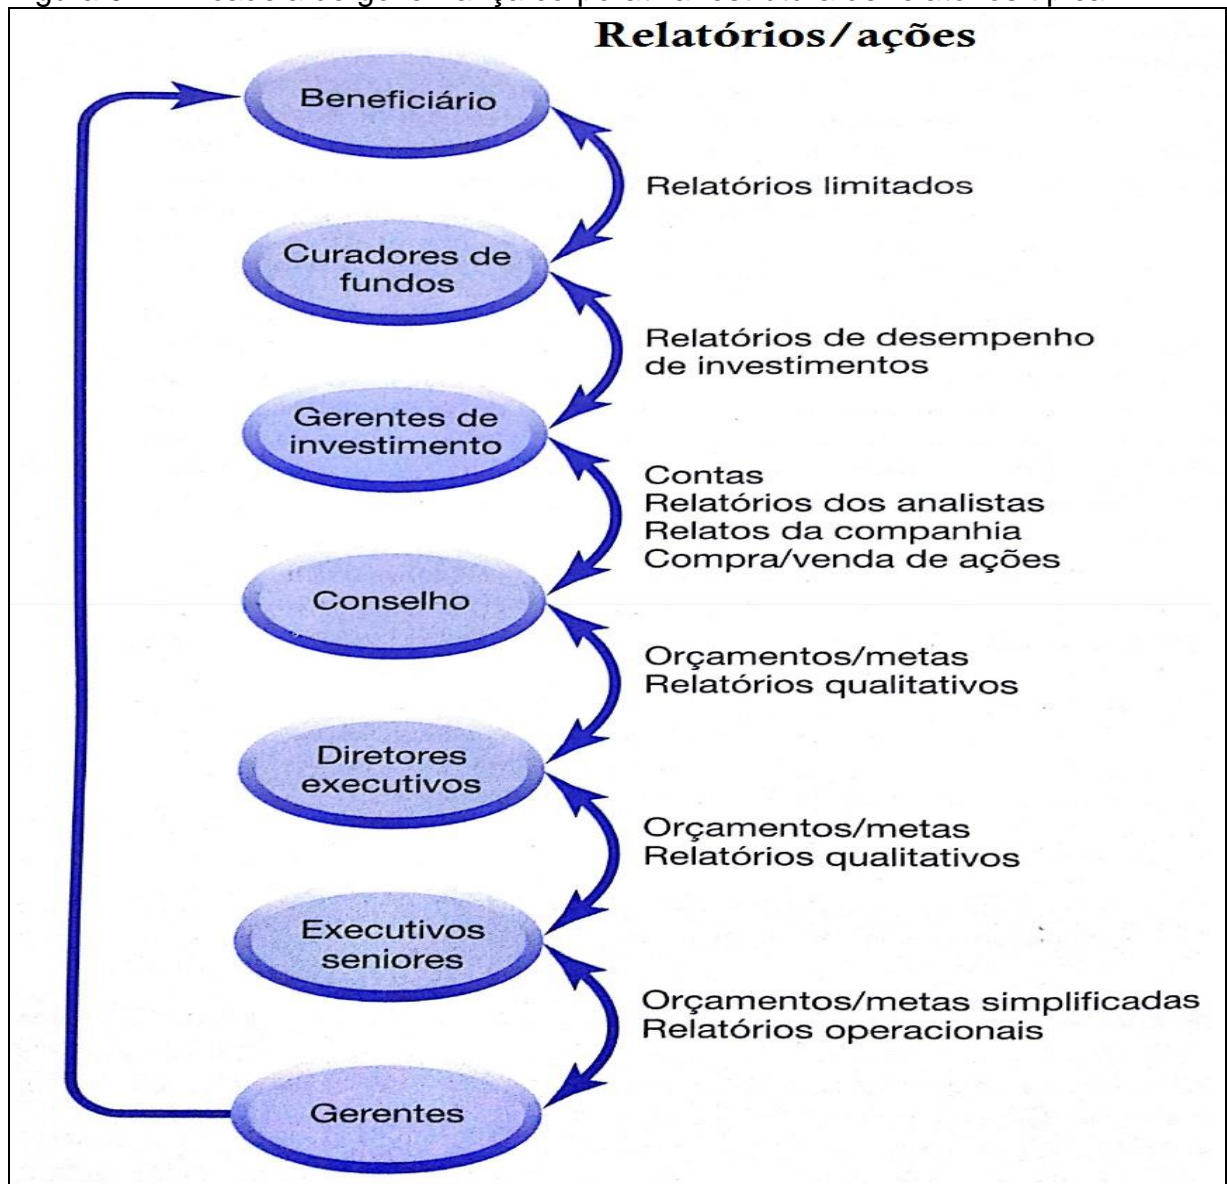 Relatórios/ações
Beneficiário
Relatórios limitados
Curadores de
fundos
Relatórios de desempenho
de investimentos
Gerentes de
investimento
Contas
Relatórios dos analistas
Relatos da companhia
Compra/venda de ações
Conselho
Orçamentos/metas
Relatórios qualitativos
Diretores
executivos
Orçamentos/metas
Relatórios qualitativos
Executivos
seniores
Orçamentos/metas simplificadas
Relatórios operacionais
Gerentes